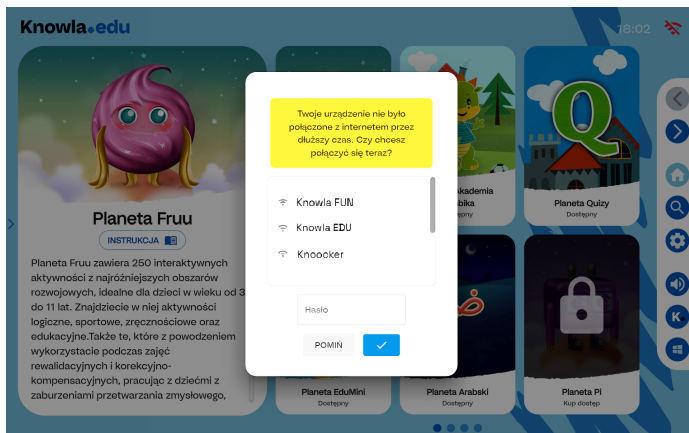 Knowla.edu
18:02
Twoje urządzenie nie było
połączone z internetem przez
dłuższy czas. Czy chcesz
połączyć się teraz?
Knowla FUN
Knowla EDU
Knoocker
Hasło
POMIŃ
Planeta Fruu
INSTRUKCJA
Planeta Fruu zawiera 250 interaktywnych
aktywności z najróżniejszych obszarów
rozwojowych, idealne dla dzieci w wieku od 3
do 11 lat. Znajdziecie w niej aktywności
logiczne, sportowe, zręcznościowe oraz
edukacyjne.Także te, które z powodzeniem
wykorzystacie podczas zajęć
rewalidacyjnych i korekcyjno-
kompensacyjnych, pracując z dziećmi z
zaburzeniami przetwarzania zmysłowego,
Q
Planeta Quizy
Dostępny
Planeta EduMini
Dostępny
Planeta Arabski
Dostępny
Planeta Pi
Kup dostęp
K.